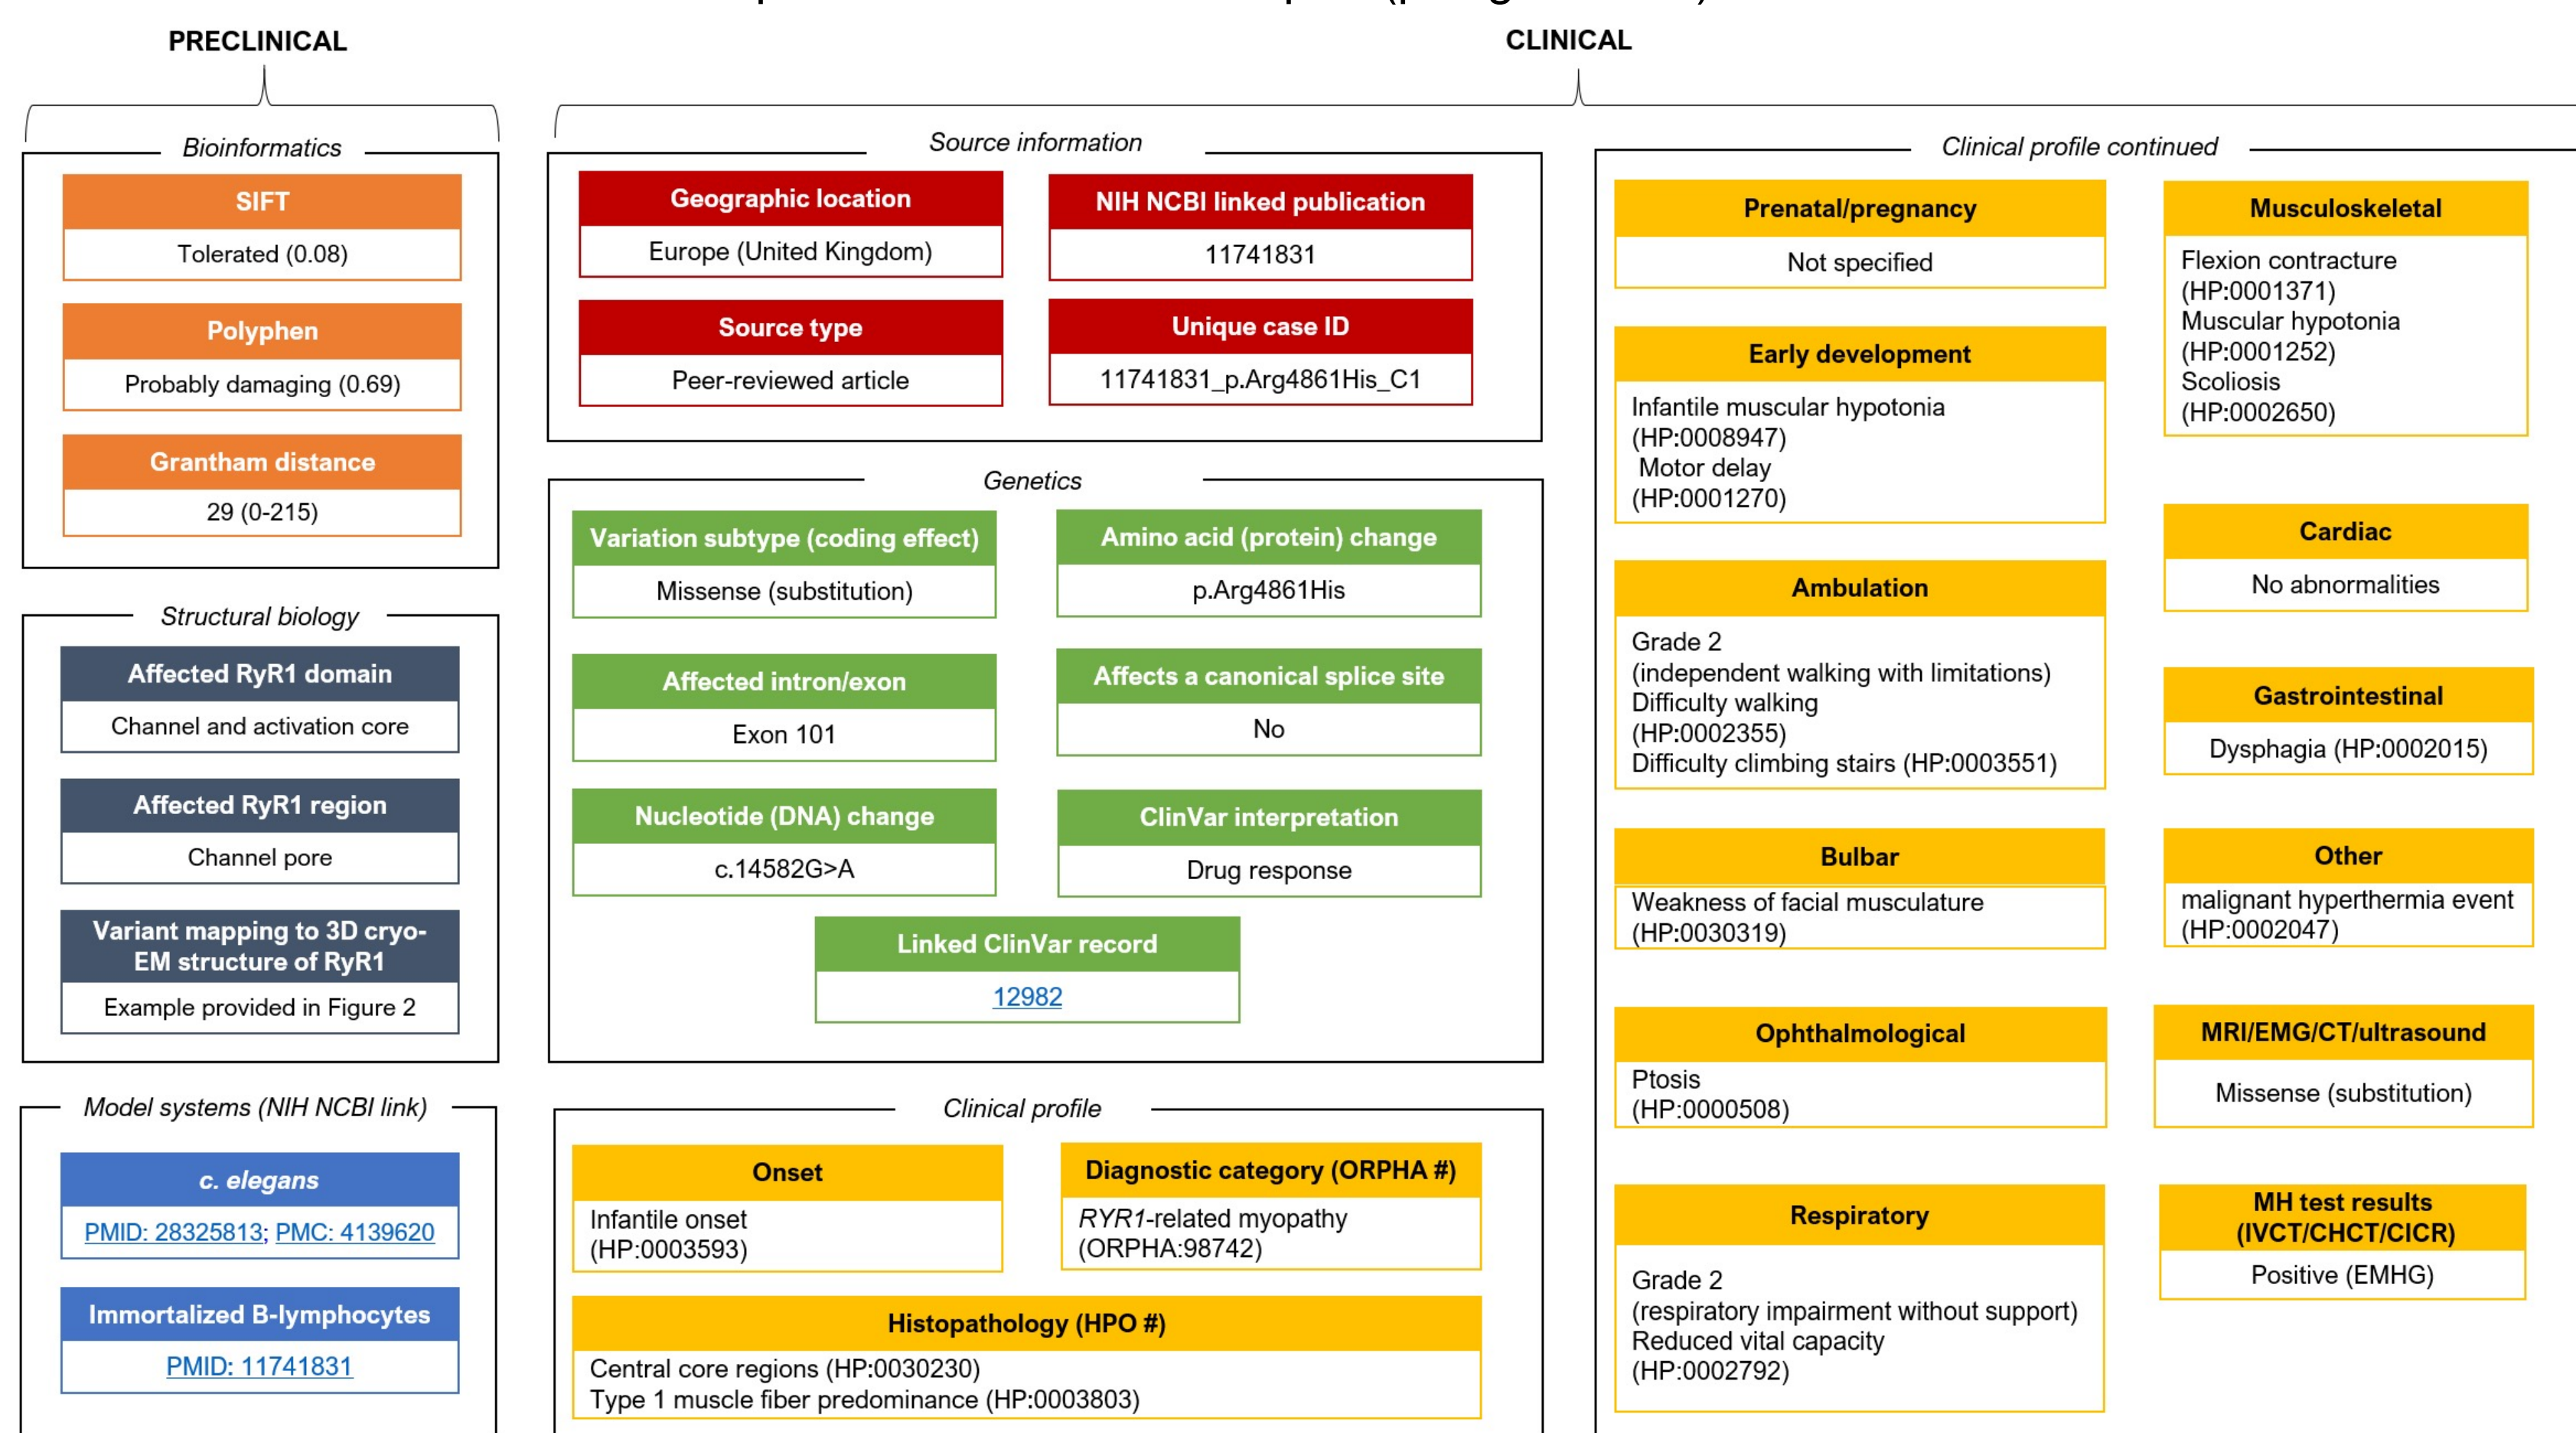 PRECLINICAL
CLINICAL
Bioinformatics
SIFT
Tolerated (0.08)
Polyphen
Probably damaging (0.69)
Grantham distance
29 (0-215)
Structural biology
Affected RyR1 domain
Channel and activation core
Affected RyR1 region
Channel pore
Variant mapping to 3D cryo-
EM structure of RyR1
Example provided in Figure 2
Model systems (NIH NCBI link)
c. elegans
PMID: 28325813; PMC: 4139620
Immortalized B-lymphocytes
PMID: 11741831
Source information
Geographic location
Europe (United Kingdom)
NIH NCBI linked publication
11741831
Source type
Peer-reviewed article
Unique case ID
11741831_p.Arg4861His_C1
Genetics
Variation subtype (coding effect)
Missense (substitution)
Amino acid (protein) change
p.Arg4861His
Affected intron/exon
Exon 101
Affects a canonical splice site
No
Nucleotide (DNA) change
c.14582G>A
ClinVar interpretation
Drug response
Linked ClinVar record
12982
Clinical profile
Onset
Infantile onset
(HP:0003593)
Diagnostic category (ORPHA #)
RYR1-related myopathy
(ORPHA:98742)
Histopathology (HPO #)
Central core regions (HP:0030230)
Type 1 muscle fiber predominance (HP:0003803)
Clinical profile continued
Prenatal/pregnancy
Not specified
Early development
Infantile muscular hypotonia
(HP:0008947)
Motor delay
(HP:0001270)
Ambulation
Grade 2
(independent walking with limitations)
Difficulty walking
(HP:0002355)
Difficulty climbing stairs (HP:0003551)
Bulbar
Weakness of facial musculature
(HP:0030319)
Ophthalmological
Ptosis
(HP:0000508)
Respiratory
Grade 2
(respiratory impairment without support)
Reduced vital capacity
(HP:0002792)
Musculoskeletal
Flexion contracture
(HP:0001371)
Muscular hypotonia
(HP:0001252)
Scoliosis
(HP:0002650)
Cardiac
No abnormalities
Gastrointestinal
Dysphagia (HP:0002015)
Other
malignant hyperthermia event
(HP:0002047)
MRI/EMG/CT/ultrasound
Missense (substitution)
MH test results
(IVCT/CHCT/CICR)
Positive (EMHG)